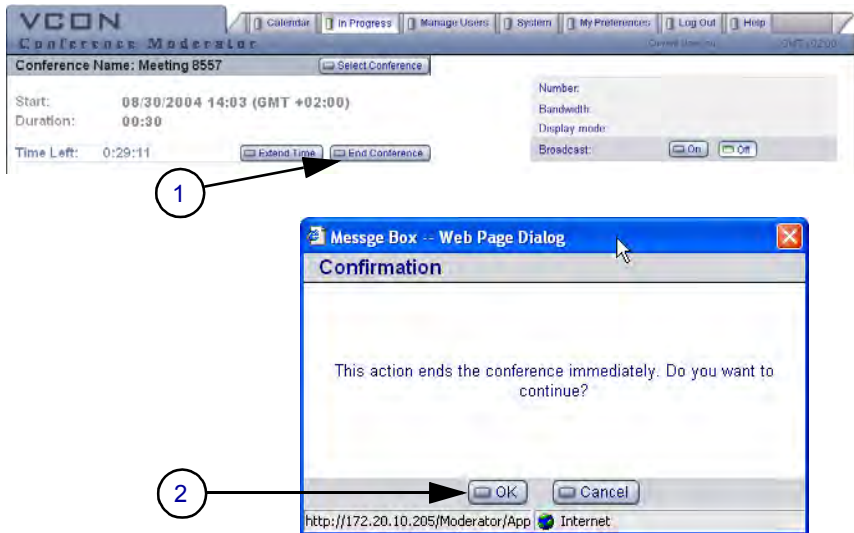 VCON
Calendar In Progress Manage Users System My Preferences Log Out Help
Conference Moderator
Conference Name: Meeting 8557 Select Conference
Start: 08/30/2004 14:03 (GMT +02:00)
Duration: 00:30
Time Left: 0:29:11 Extend Time End Conference
Number:
Bandwidth:
Display mode:
Broadcast: On Off
1
Messge Box -- Web Page Dialog
Confirmation
This action ends the conference immediately. Do you want to
continue?
2
OK Cancel
http://172.20.10.205/Moderator/App Internet